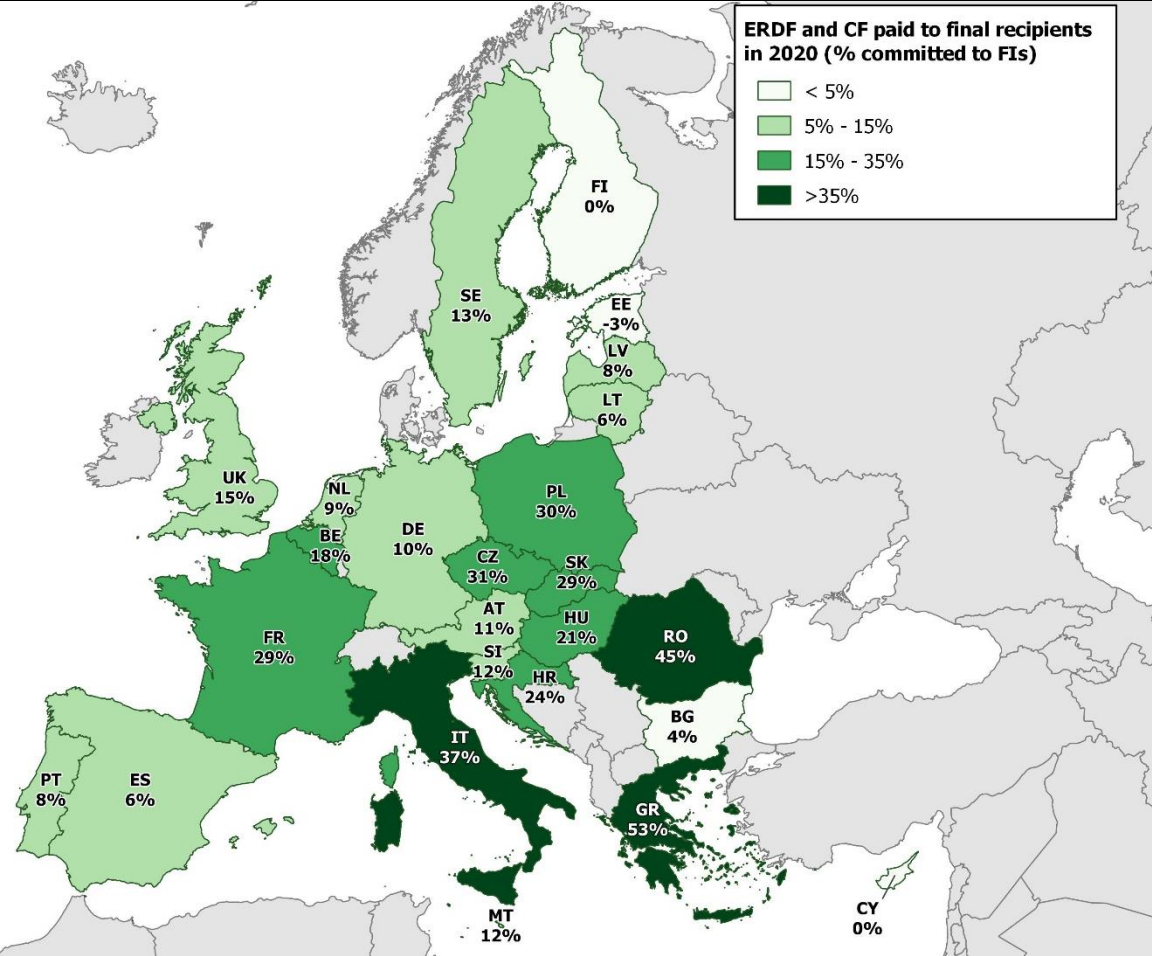 ERDF and CF paid to final recipients
in 2020 (% committed to FIs)
< 5%
5% - 15%
15% - 35%
>35%
FI
0%
SE
13%
EE
-3%
LV
8%
LT
6%
UK
15%
NL
9%
BE
18%
DE
10%
PL
30%
CZ
31%
SK
29%
AT
11%
HU
21%
SI
12%
HR
24%
FR
29%
RO
45%
BG
4%
IT
37%
PT
8%
ES
6%
GR
53%
MT
12%
CY
0%